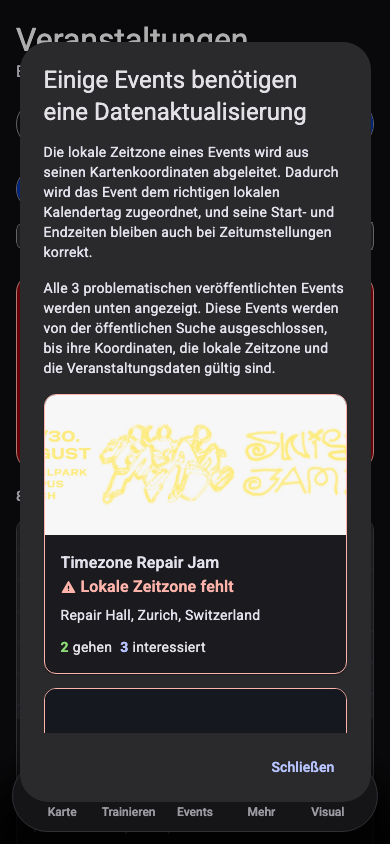 Veranstaltungen
Einige Events benötigen
eine Datenaktualisierung
Die lokale Zeitzone eines Events wird aus
seinen Kartenkoordinaten abgeleitet. Dadurch
wird das Event dem richtigen lokalen
Kalendertag zugeordnet, und seine Start- und
Endzeiten bleiben auch bei Zeitumstellungen
korrekt.
Alle 3 problematischen veröffentlichten Events
werden unten angezeigt. Diese Events werden
von der öffentlichen Suche ausgeschlossen,
bis ihre Koordinaten, die lokale Zeitzone und
die Veranstaltungsdaten gültig sind.
/30.
JAM
Timezone Repair Jam
Lokale Zeitzone fehlt
Repair Hall, Zurich, Switzerland
2 gehen 3 interessiert
Schließen
Karte Trainieren Events Mehr Visual